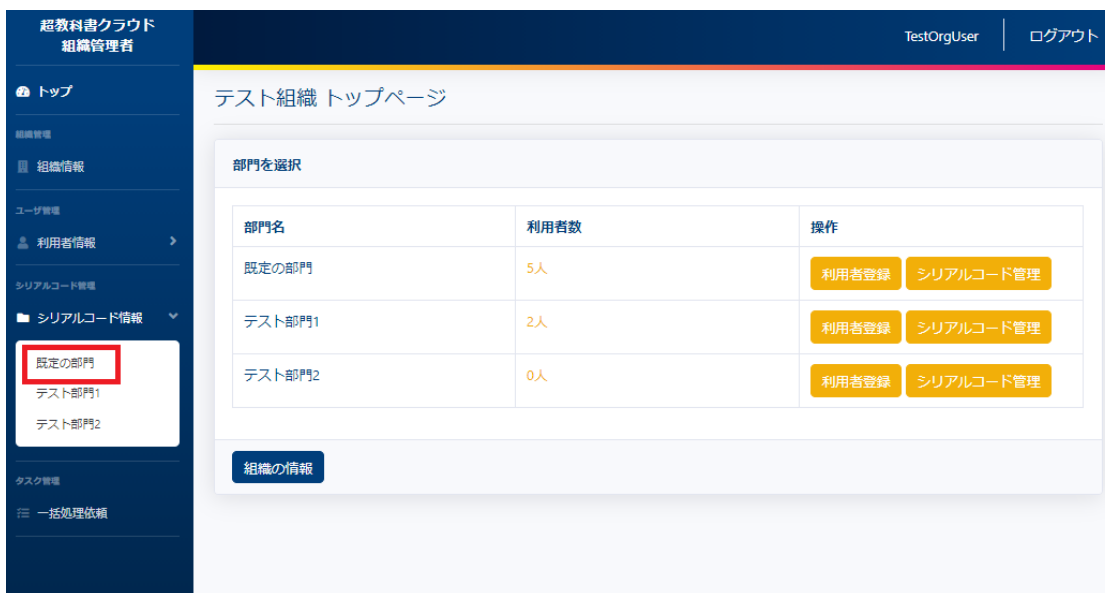 超教科書クラウド
組織管理者
TestOrgUser ログアウト
トップ
テスト組織 トップページ
組織管理
組織情報
部門を選択
ユーザ管理
利用者情報
部門名 利用者数 操作
既定の部門 5人 利用者登録 シリアルコード管理
シリアルコード管理
シリアルコード情報
テスト部門1 2人 利用者登録 シリアルコード管理
既定の部門
テスト部門1
テスト部門2
テスト部門2 0人 利用者登録 シリアルコード管理
組織の情報
タスク管理
一括処理依頼